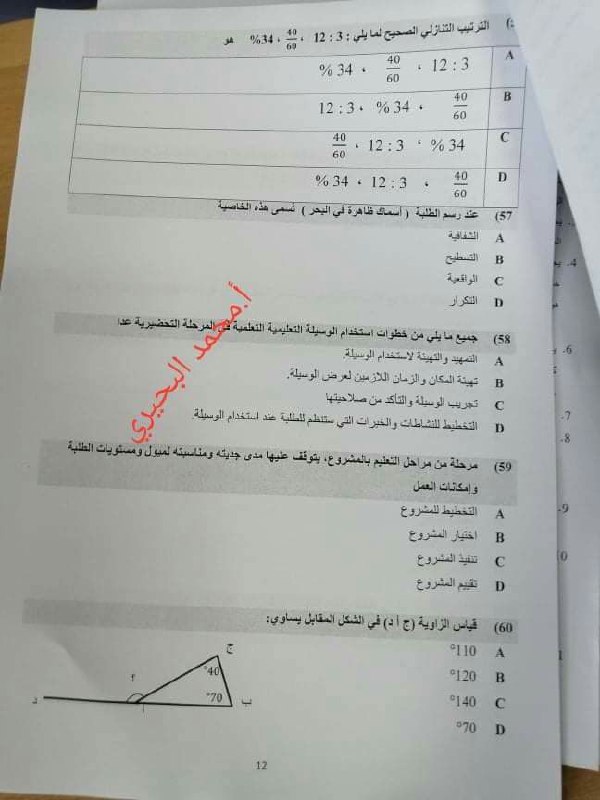 الترتيب التنازلي الصحيح لما يلي : 3 : 12 ، 40/60 ، 34% هو
A 3 : 12 ، 40/60 ، 34 %
B 40/60 ، 34 % ، 3 : 12
C 34 % ، 3 : 12 ، 40/60
D 40/60 ، 3 : 12 ، 34 %
57) عند رسم الطلبة ( أسماك ظاهرة في البحر ) تسمى هذه الخاصية
A الشفافية
B التسطيح
C الواقعية
D التكرار
58) جميع ما يلي من خطوات استخدام الوسيلة التعليمية التعلمية في المرحلة التحضيرية عدا
A التمهيد والتهيئة لاستخدام الوسيلة.
B تهيئة المكان والزمان اللازمين لعرض الوسيلة.
C تجريب الوسيلة والتأكد من صلاحيتها
D التخطيط للنشاطات والخبرات التي ستنظم للطلبة عند استخدام الوسيلة.
أ.محمد البحيري
59) مرحلة من مراحل التعليم بالمشروع، يتوقف عليها مدى جديته ومناسبته لميول ومستويات الطلبة
وإمكانات العمل
A التخطيط للمشروع
B اختيار المشروع
C تنفيذ المشروع
D تقييم المشروع
60) قياس الزاوية (ج أ د) في الشكل المقابل يساوي:
A 110°
B 120°
C 140°
D 70°
ج
40°
؟
70°
د
أ
ب
12